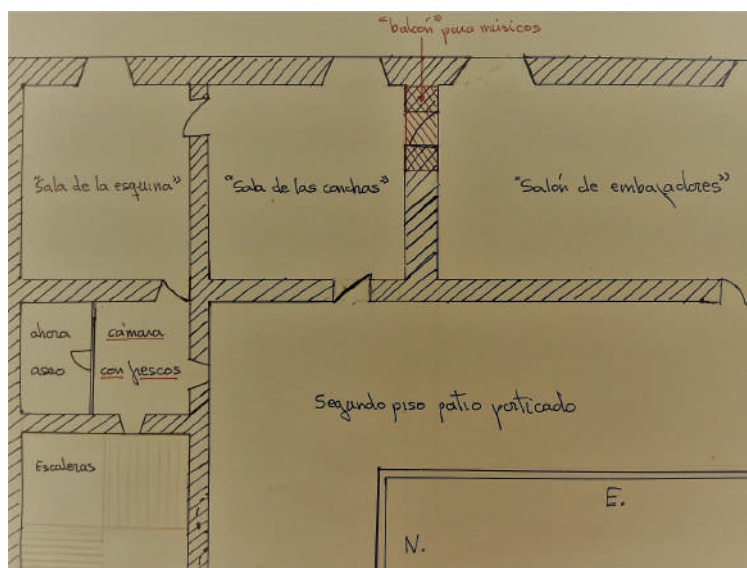 "balcón" para músicos
"Sala de la esquina"
"Sala de las conchas"
"Salón de embajadores"
ahora
aseo
cámara
con frescos
Segundo piso patio porticado
Escaleras
E.
N.